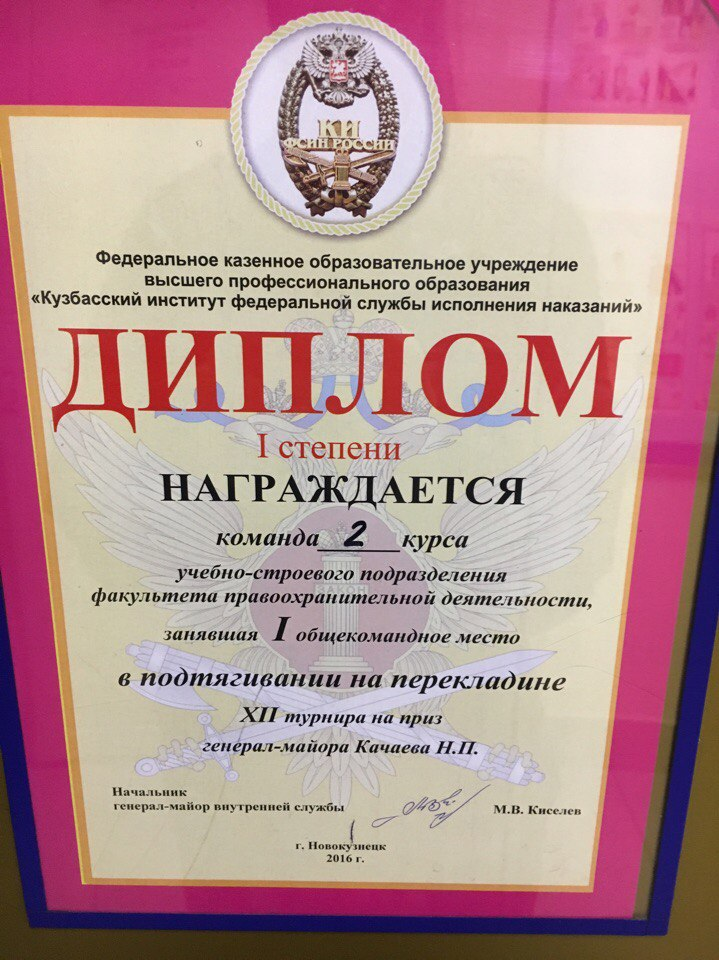 КИ
ФСИН РОССИИ
Федеральное казенное образовательное учреждение
высшего профессионального образования
«Кузбасский институт федеральной службы исполнения наказаний»
ДИПЛОМ
I степени
НАГРАЖДАЕТСЯ
команда 2 курса
учебно-строевого подразделения
факультета правоохранительной деятельности,
ЗАКОН
занявшая I общекомандное место
в подтягивании на перекладине
XII турнира на приз
генерал-майора Качаева Н.П.
Начальник
генерал-майор внутренней службы
М.В. Киселев
г. Новокузнецк
2016 г.